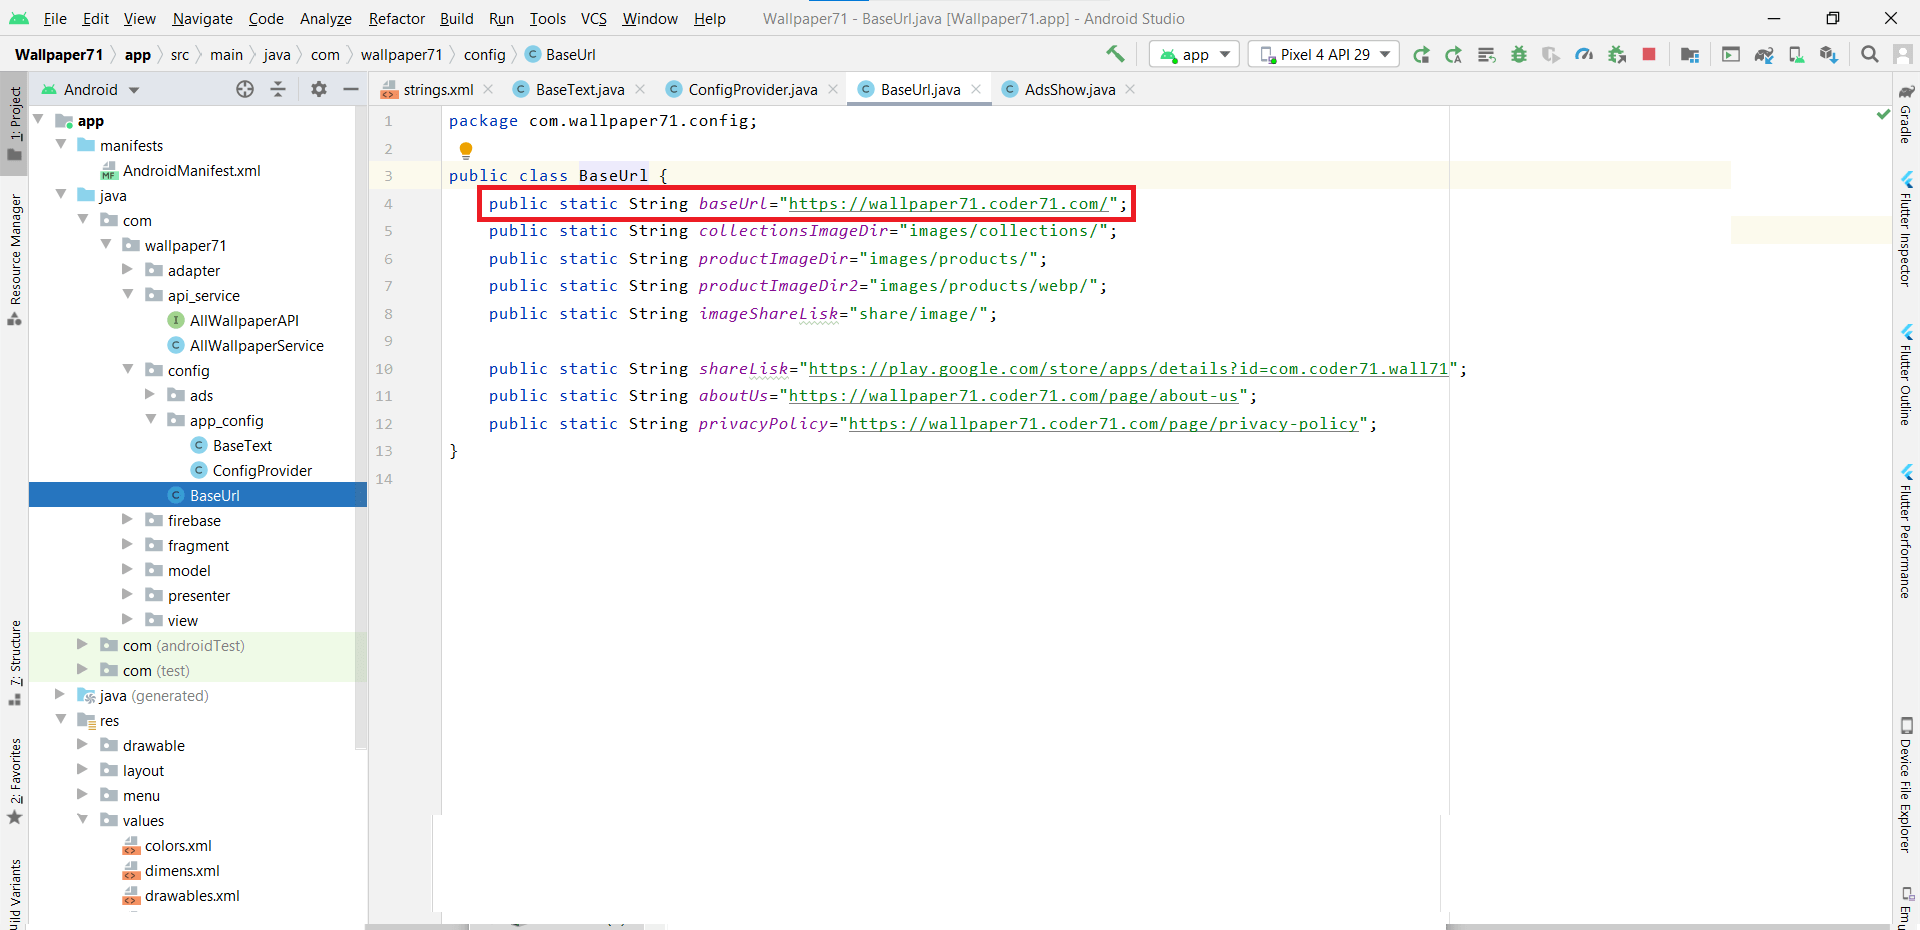 File Edit View Navigate Code Analyze Refactor Build Run Tools VCS Window Help Wallpaper71 - BaseUrl.java [Wallpaper71.app] - Android Studio
Wallpaper71 app src main java com wallpaper71 config BaseUrl app Pixel 4 API 29
Android
strings.xml BaseText.java ConfigProvider.java BaseUrl.java AdsShow.java
1: Project
Resource Manager
7: Structure
2: Favorites
uild Variants
app
manifests
AndroidManifest.xml
java
com
wallpaper71
adapter
api_service
AllWallpaperAPI
AllWallpaperService
config
ads
app_config
BaseText
ConfigProvider
BaseUrl
firebase
fragment
model
presenter
view
com (androidTest)
com (test)
java (generated)
res
drawable
layout
menu
values
colors.xml
dimens.xml
drawables.xml
1 package com.wallpaper71.config;
2
3 public class BaseUrl {
4 public static String baseUrl="https://wallpaper71.coder71.com/";
5 public static String collectionsImageDir="images/collections/";
6 public static String productImageDir="images/products/";
7 public static String productImageDir2="images/products/webp/";
8 public static String imageShareLisk="share/image/";
9
10 public static String shareLisk="https://play.google.com/store/apps/details?id=com.coder71.wall71";
11 public static String aboutUs="https://wallpaper71.coder71.com/page/about-us";
12 public static String privacyPolicy="https://wallpaper71.coder71.com/page/privacy-policy";
13 }
14
Gradle
Flutter Inspector
Flutter Outline
Flutter Performance
Device File Explorer
Emu